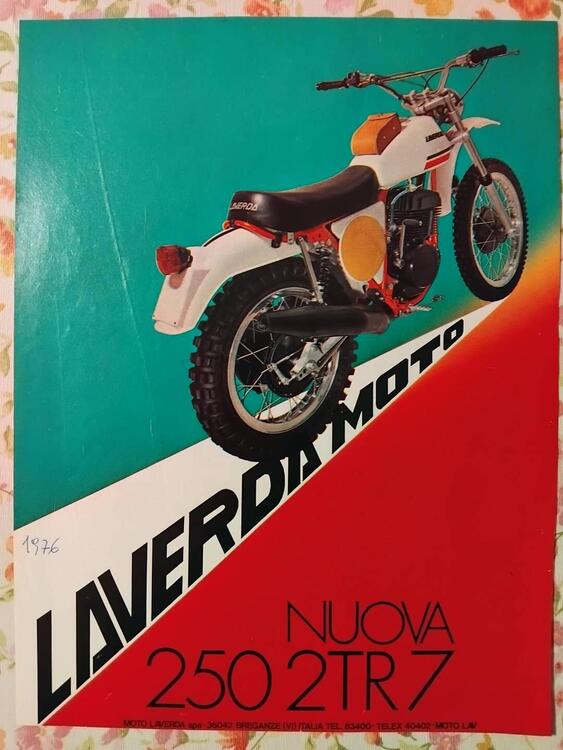 LAVERDA
LAVERDA
1976
LAVERDA MOTO
NUOVA
250 2TR7
MOTO LAVERDA spa - 36042 BREGANZE (VI) ITALIA TEL. 83400 - TELEX 40402 - MOTO LAV